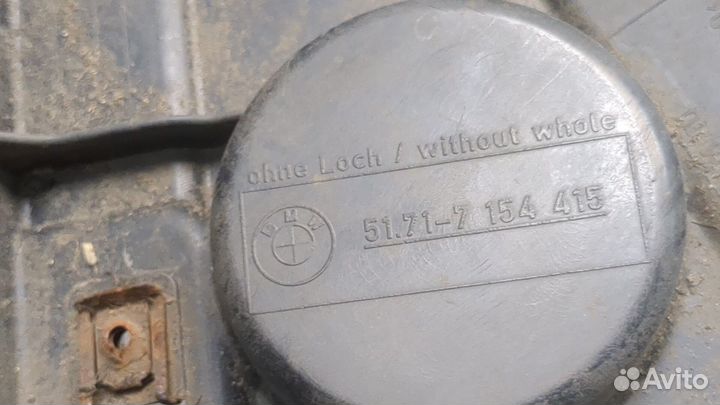 ohne Loch / without whole
BMW
51.71-7 154 415
Avito